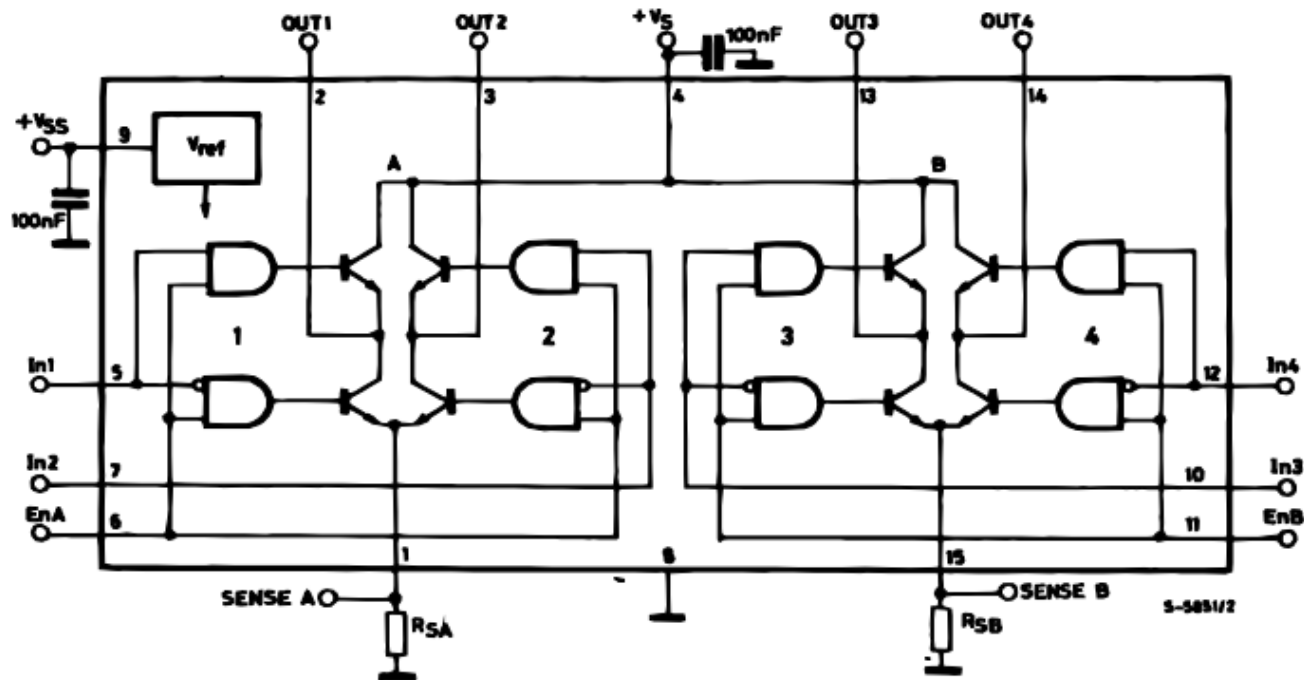 OUT1 OUT2 +VS 100nF OUT3 OUT4
2 3 4 13 14
+VSS 9 Vref
A B
100nF
1 2 3 4
In1 5 12 In4
In2 7 10 In3
EnA 6 11 EnB
1 8 15
SENSE A SENSE B
S-5851/2
RSA RSB